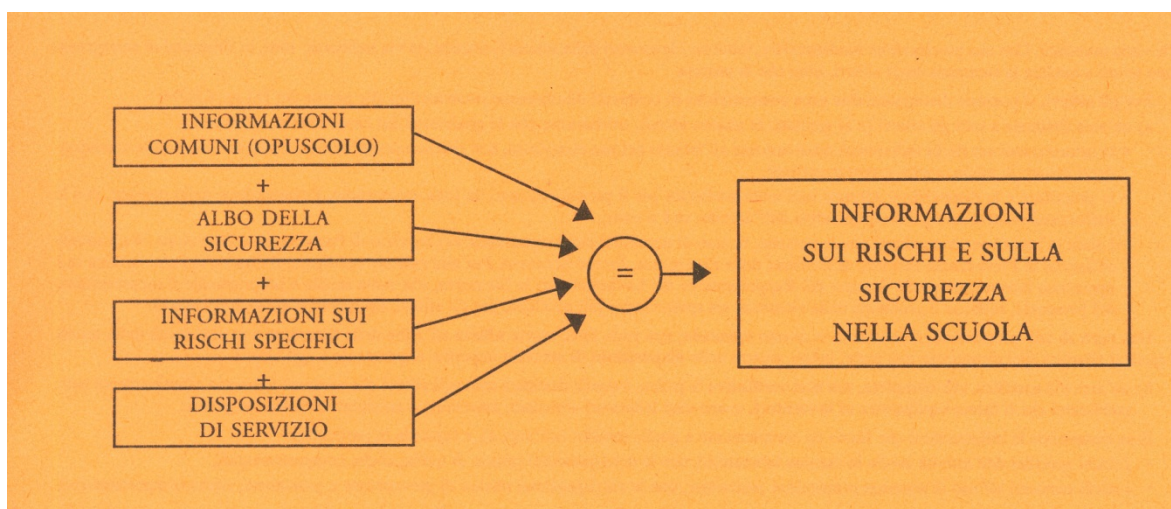 INFORMAZIONI
COMUNI (OPUSCOLO)
+
ALBO DELLA
SICUREZZA
+
INFORMAZIONI SUI
RISCHI SPECIFICI
+
DISPOSIZIONI
DI SERVIZIO
=
INFORMAZIONI
SUI RISCHI E SULLA
SICUREZZA
NELLA SCUOLA